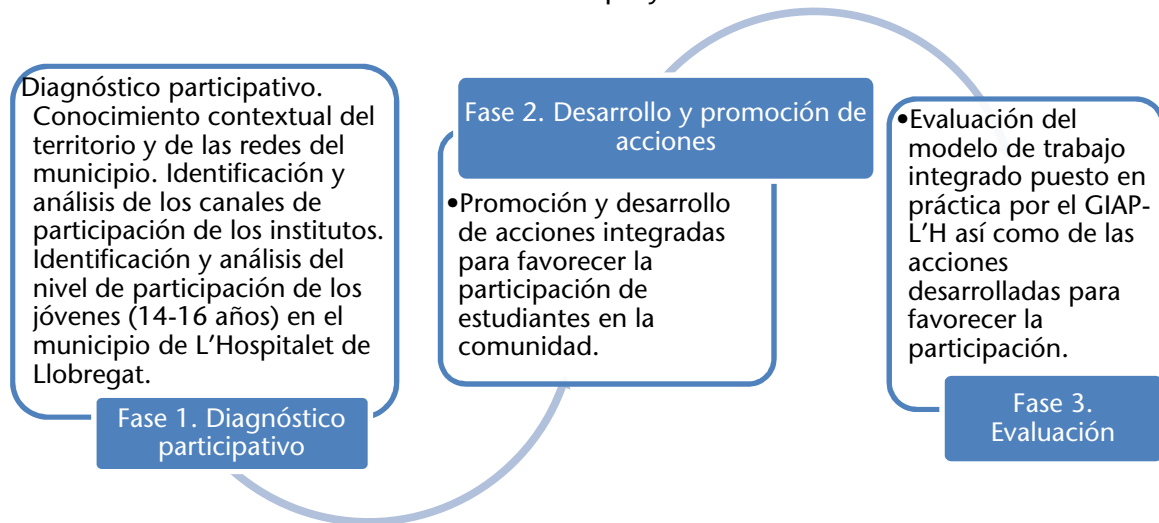 Diagnóstico participativo.
Conocimiento contextual del
territorio y de las redes del
municipio. Identificación y
análisis de los canales de
participación de los institutos.
Identificación y análisis del
nivel de participación de los
jóvenes (14-16 años) en el
municipio de L’Hospitalet de
Llobregat.
Fase 1. Diagnóstico
participativo
Fase 2. Desarrollo y promoción de
acciones
•Promoción y desarrollo
de acciones integradas
para favorecer la
participación de
estudiantes en la
comunidad.
•Evaluación del
modelo de trabajo
integrado puesto en
práctica por el GIAP-
L’H así como de las
acciones
desarrolladas para
favorecer la
participación.
Fase 3.
Evaluación